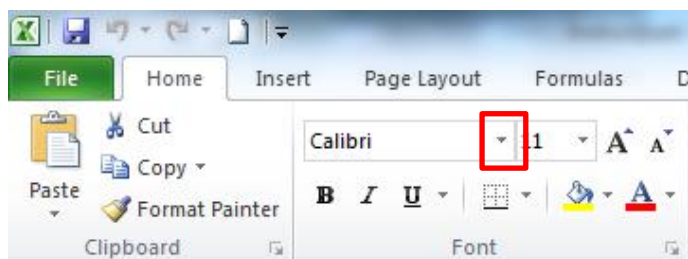 File Home Insert Page Layout Formulas D
Cut
Calibri 11 A A
Copy
Paste
B I U A
Format Painter
Clipboard Font